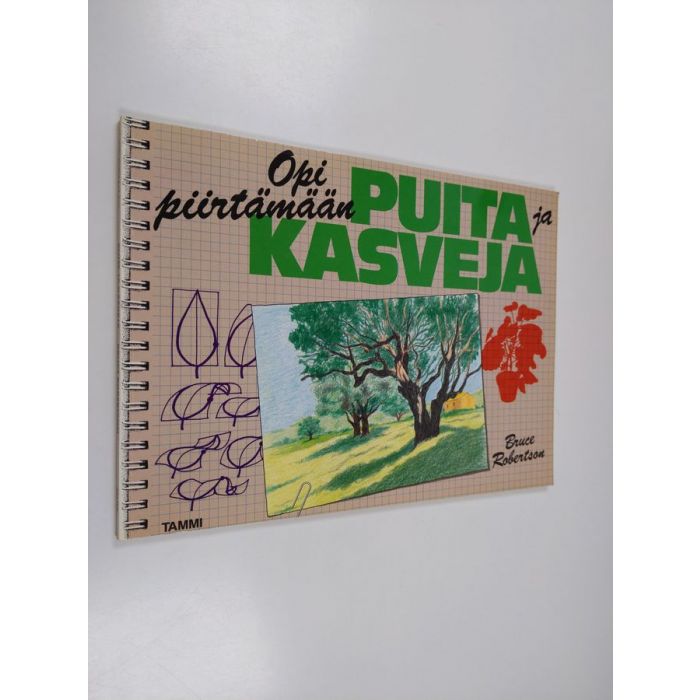 Opi
piirtämään PUITA ja
KASVEJA
Bruce
Robertson
TAMMI